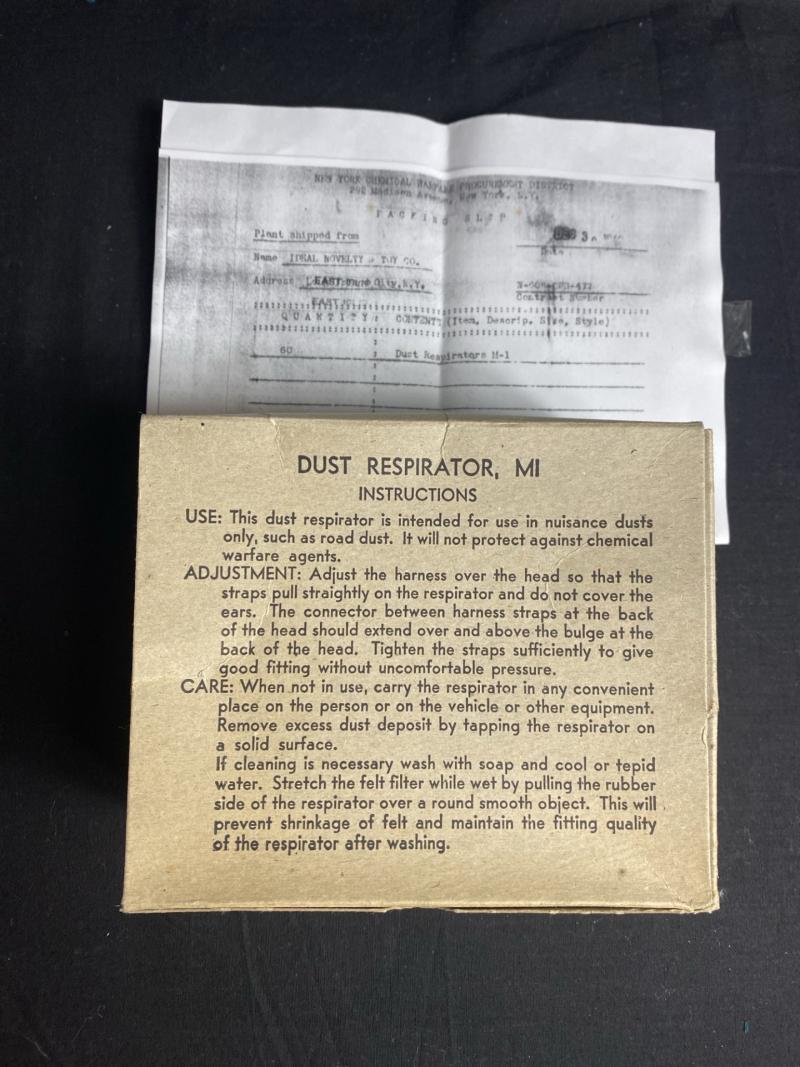 NEW YORK CHEMICAL WARFARE PROCUREMENT DISTRICT
292 Madison Avenue, New York, N.Y.
PACKING SLIP
Plant shipped from
Name IDEAL NOVELTY & TOY CO.
Address City, N.Y.
Contract Number
QUANTITY: CONTENT: (Item, Descrip. Size, Style)
60 Dust Respirators M-1
DUST RESPIRATOR, MI
INSTRUCTIONS
USE: This dust respirator is intended for use in nuisance dusts
only, such as road dust. It will not protect against chemical
warfare agents.
ADJUSTMENT: Adjust the harness over the head so that the
straps pull straightly on the respirator and do not cover the
ears. The connector between harness straps at the back
of the head should extend over and above the bulge at the
back of the head. Tighten the straps sufficiently to give
good fitting without uncomfortable pressure.
CARE: When not in use, carry the respirator in any convenient
place on the person or on the vehicle or other equipment.
Remove excess dust deposit by tapping the respirator on
a solid surface.
If cleaning is necessary wash with soap and cool or tepid
water. Stretch the felt filter while wet by pulling the rubber
side of the respirator over a round smooth object. This will
prevent shrinkage of felt and maintain the fitting quality
of the respirator after washing.